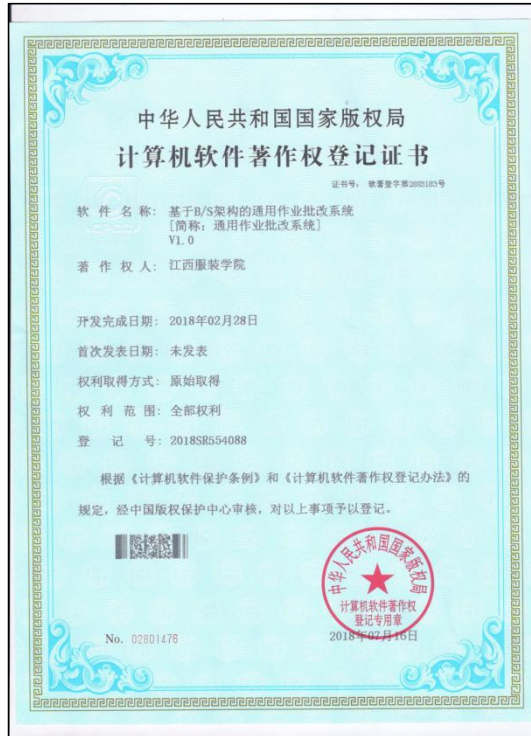 中华人民共和国国家版权局
计算机软件著作权登记证书
证书号： 软著登字第2883183号
软件名称： 基于B/S架构的通用作业批改系统
[简称：通用作业批改系统]
V1.0
著作权人： 江西服装学院
开发完成日期： 2018年02月28日
首次发表日期： 未发表
权利取得方式： 原始取得
权利范围： 全部权利
登记号： 2018SR554088
根据《计算机软件保护条例》和《计算机软件著作权登记办法》的
规定，经中国版权保护中心审核，对以上事项予以登记。
中华人民共和国国家版权局
计算机软件著作权
登记专用章
No. 02801476
2018年07月16日